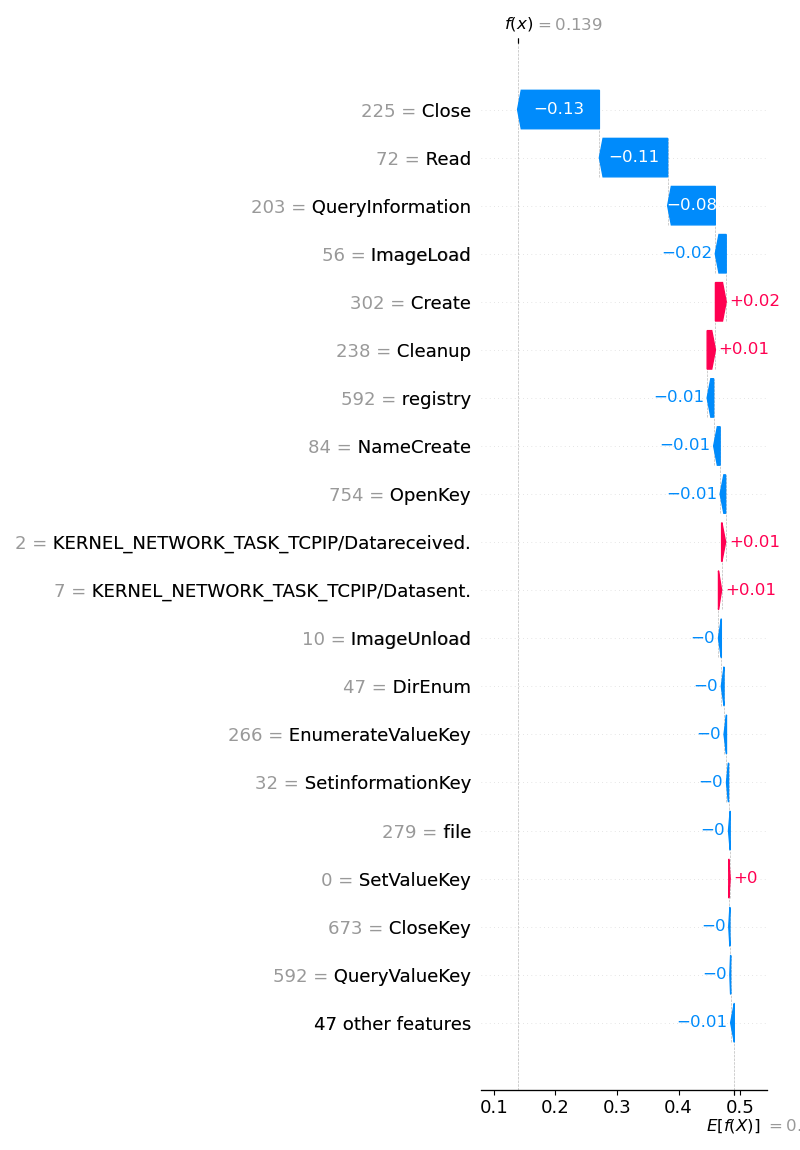 f(x) = 0.139
225 = Close −0.13
72 = Read −0.11
203 = QueryInformation −0.08
56 = ImageLoad −0.02
302 = Create +0.02
238 = Cleanup +0.01
592 = registry −0.01
84 = NameCreate −0.01
754 = OpenKey −0.01
2 = KERNEL_NETWORK_TASK_TCPIP/Datareceived. +0.01
7 = KERNEL_NETWORK_TASK_TCPIP/Datasent. +0.01
10 = ImageUnload −0
47 = DirEnum −0
266 = EnumerateValueKey −0
32 = SetinformationKey −0
279 = file −0
0 = SetValueKey +0
673 = CloseKey −0
592 = QueryValueKey −0
47 other features −0.01
0.1 0.2 0.3 0.4 0.5
E[f(X)] = 0.